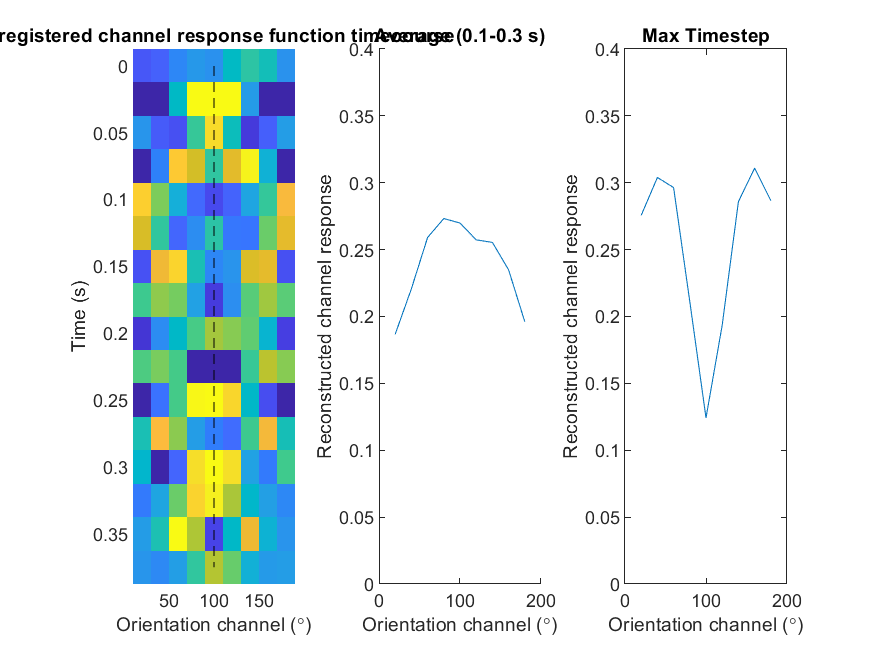 registered channel response function timecourse
Average (0.1-0.3 s)
Max Timestep
0
0.05
0.1
0.15
0.2
0.25
0.3
0.35
Time (s)
50 100 150
Orientation channel (°)
0.4
0.35
0.3
0.25
0.2
0.15
0.1
0.05
0
Reconstructed channel response
0 100 200
Orientation channel (°)
0.4
0.35
0.3
0.25
0.2
0.15
0.1
0.05
0
Reconstructed channel response
0 100 200
Orientation channel (°)